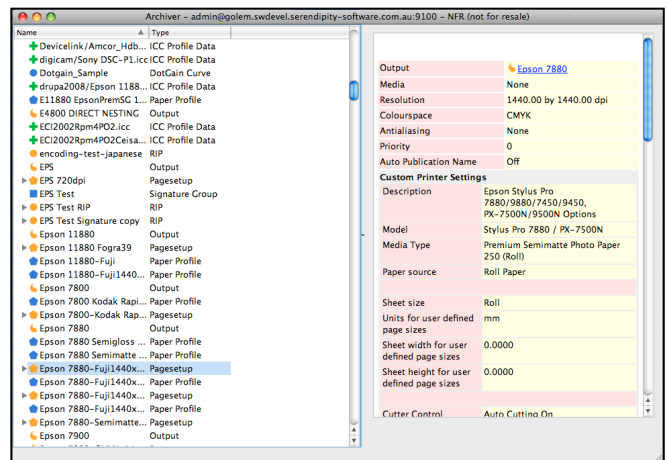 Archiver – admin@golem.swdevel.serendipity-software.com.au:9100 – NFR (not for resale)
Name Type
Devicelink/Amcor_Hdb... ICC Profile Data
digicam/Sony DSC-P1.icc ICC Profile Data
Dotgain_Sample DotGain Curve
drupa2008/Epson 1188... ICC Profile Data
E11880 EpsonPremSG 1... Paper Profile
E4800 DIRECT NESTING Output
ECI2002Rpm4PO2.icc ICC Profile Data
ECI2002Rpm4PO2Ceisa... ICC Profile Data
encoding-test-japanese RIP
EPS Output
EPS 720dpi Pagesetup
EPS Test Signature Group
EPS Test RIP RIP
EPS Test Signature copy RIP
Epson 11880 Output
Epson 11880 Fogra39 Pagesetup
Epson 11880-Fuji Paper Profile
Epson 11880-Fuji1440... Paper Profile
Epson 7800 Output
Epson 7800 Kodak Rapi... Paper Profile
Epson 7800-Kodak Rap... Pagesetup
Epson 7880 Output
Epson 7880 Semigloss ... Paper Profile
Epson 7880 Semimatte ... Paper Profile
Epson 7880-Fuji1440x... Pagesetup
Epson 7880-Fuji1440x... Paper Profile
Epson 7880-Fuji1440x... Pagesetup
Epson 7880-Fuji1440x... Paper Profile
Epson 7880-Semimatte... Pagesetup
Epson 7900 Output
Output Epson 7880
Media None
Resolution 1440.00 by 1440.00 dpi
Colourspace CMYK
Antialiasing None
Priority 0
Auto Publication Name Off
Custom Printer Settings
Description Epson Stylus Pro
7880/9880/7450/9450,
PX-7500N/9500N Options
Model Stylus Pro 7880 / PX-7500N
Media Type Premium Semimatte Photo Paper
250 (Roll)
Paper source Roll Paper
Sheet size Roll
Units for user defined mm
page sizes
Sheet width for user 0.0000
defined page sizes
Sheet height for user 0.0000
defined page sizes
Cutter Control Auto Cutting On